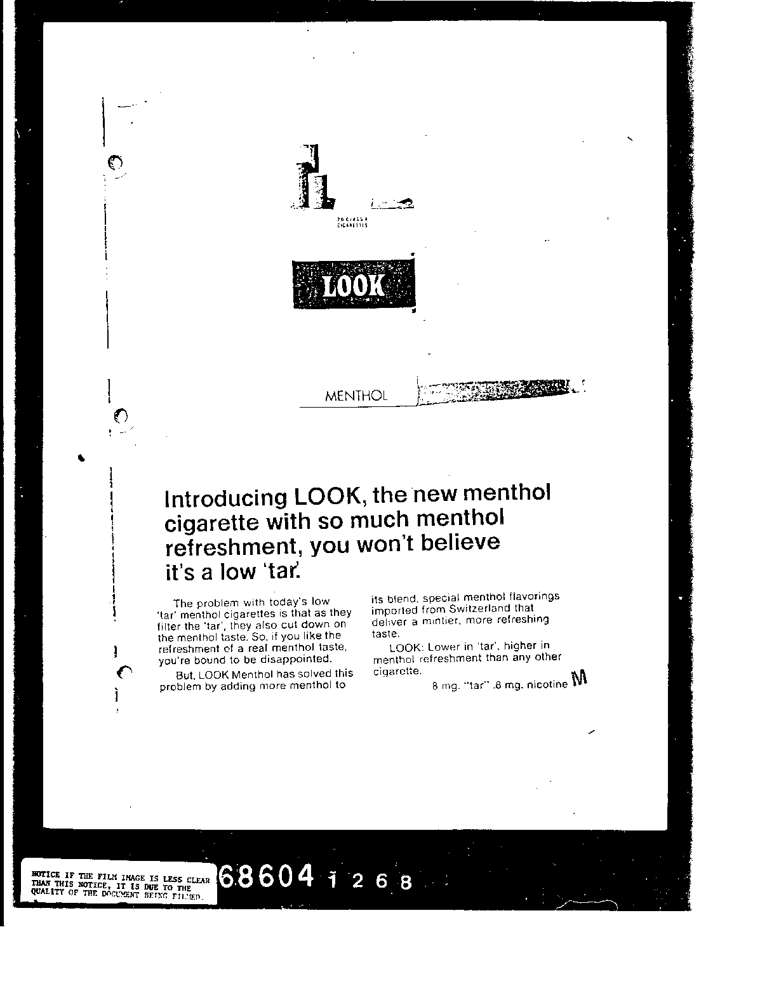 20 CLASS A
CIGARETTES
LOOK
MENTHOL
Introducing LOOK, the new menthol
cigarette with so much menthol
refreshment, you won't believe
it's a low 'tar'.
The problem with today's low
'tar' menthol cigarettes is that as they
filter the 'tar', they also cut down on
the menthol taste. So, if you like the
refreshment of a real menthol taste,
you're bound to be disappointed.
But, LOOK Menthol has solved this
problem by adding more menthol to
its blend, special menthol flavorings
imported from Switzerland that
deliver a mintier, more refreshing
taste.
LOOK: Lower in 'tar', higher in
menthol refreshment than any other
cigarette.
8 mg. "tar" .6 mg. nicotine M
NOTICE IF THE FILM IMAGE IS LESS CLEAR
THAN THIS NOTICE, IT IS DUE TO THE
QUALITY OF THE DOCUMENT BEING FILMED.
68604 1268